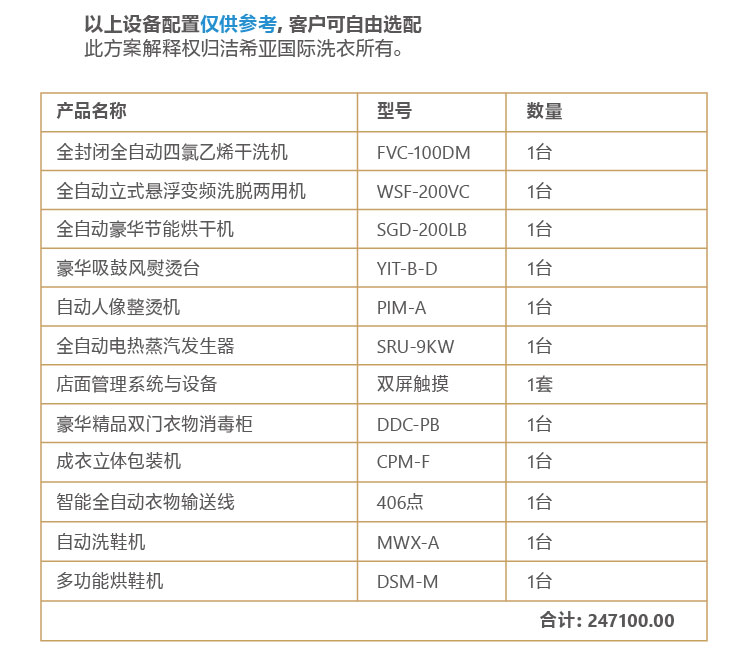 以上设备配置仅供参考, 客户可自由选配
此方案解释权归洁希亚国际洗衣所有。
产品名称 型号 数量
全封闭全自动四氯乙烯干洗机 FVC-100DM 1台
全自动立式悬浮变频洗脱两用机 WSF-200VC 1台
全自动豪华节能烘干机 SGD-200LB 1台
豪华吸鼓风熨烫台 YIT-B-D 1台
自动人像整烫机 PIM-A 1台
全自动电热蒸汽发生器 SRU-9KW 1台
店面管理系统与设备 双屏触摸 1套
豪华精品双门衣物消毒柜 DDC-PB 1台
成衣立体包装机 CPM-F 1台
智能全自动衣物输送线 406点 1台
自动洗鞋机 MWX-A 1台
多功能烘鞋机 DSM-M 1台
合计: 247100.00